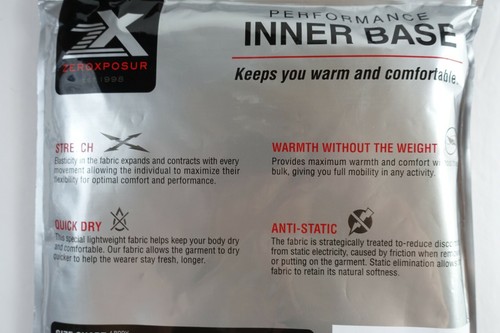 PERFORMANCE
INNER BASE
ZEROXPOSUR
1998
Keeps you warm and comfortable.
STRETCH
Elasticity in the fabric expands and contracts with every
movement allowing the individual to maximize their
flexibility for optimal comfort and performance.
WARMTH WITHOUT THE WEIGHT
Provides maximum warmth and comfort
bulk, giving you full mobility in any activity.
QUICK DRY
This special lightweight fabric helps keep your body dry
and comfortable. Our fabric allows the garment to dry
quicker to help the wearer stay fresh, longer.
ANTI-STATIC
The fabric is strategically treated to-reduce
from static electricity, caused by friction when
or putting on the garment. Static elimination allows
fabric to retain its natural softness.